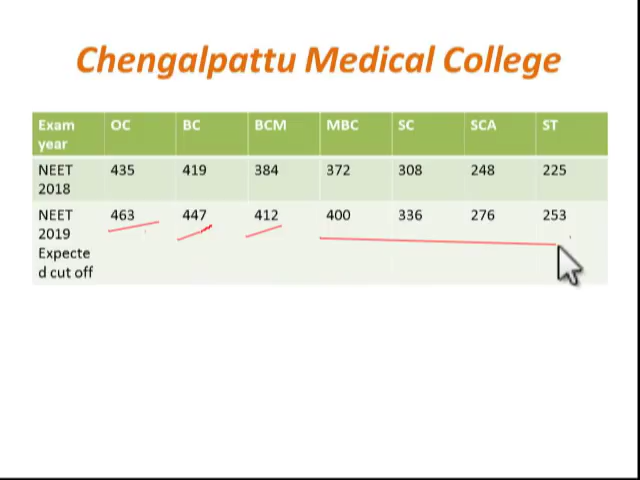 Chengalpattu Medical College
Exam year OC BC BCM MBC SC SCA ST
NEET 2018 435 419 384 372 308 248 225
NEET 2019 Expecte d cut off 463 447 412 400 336 276 253